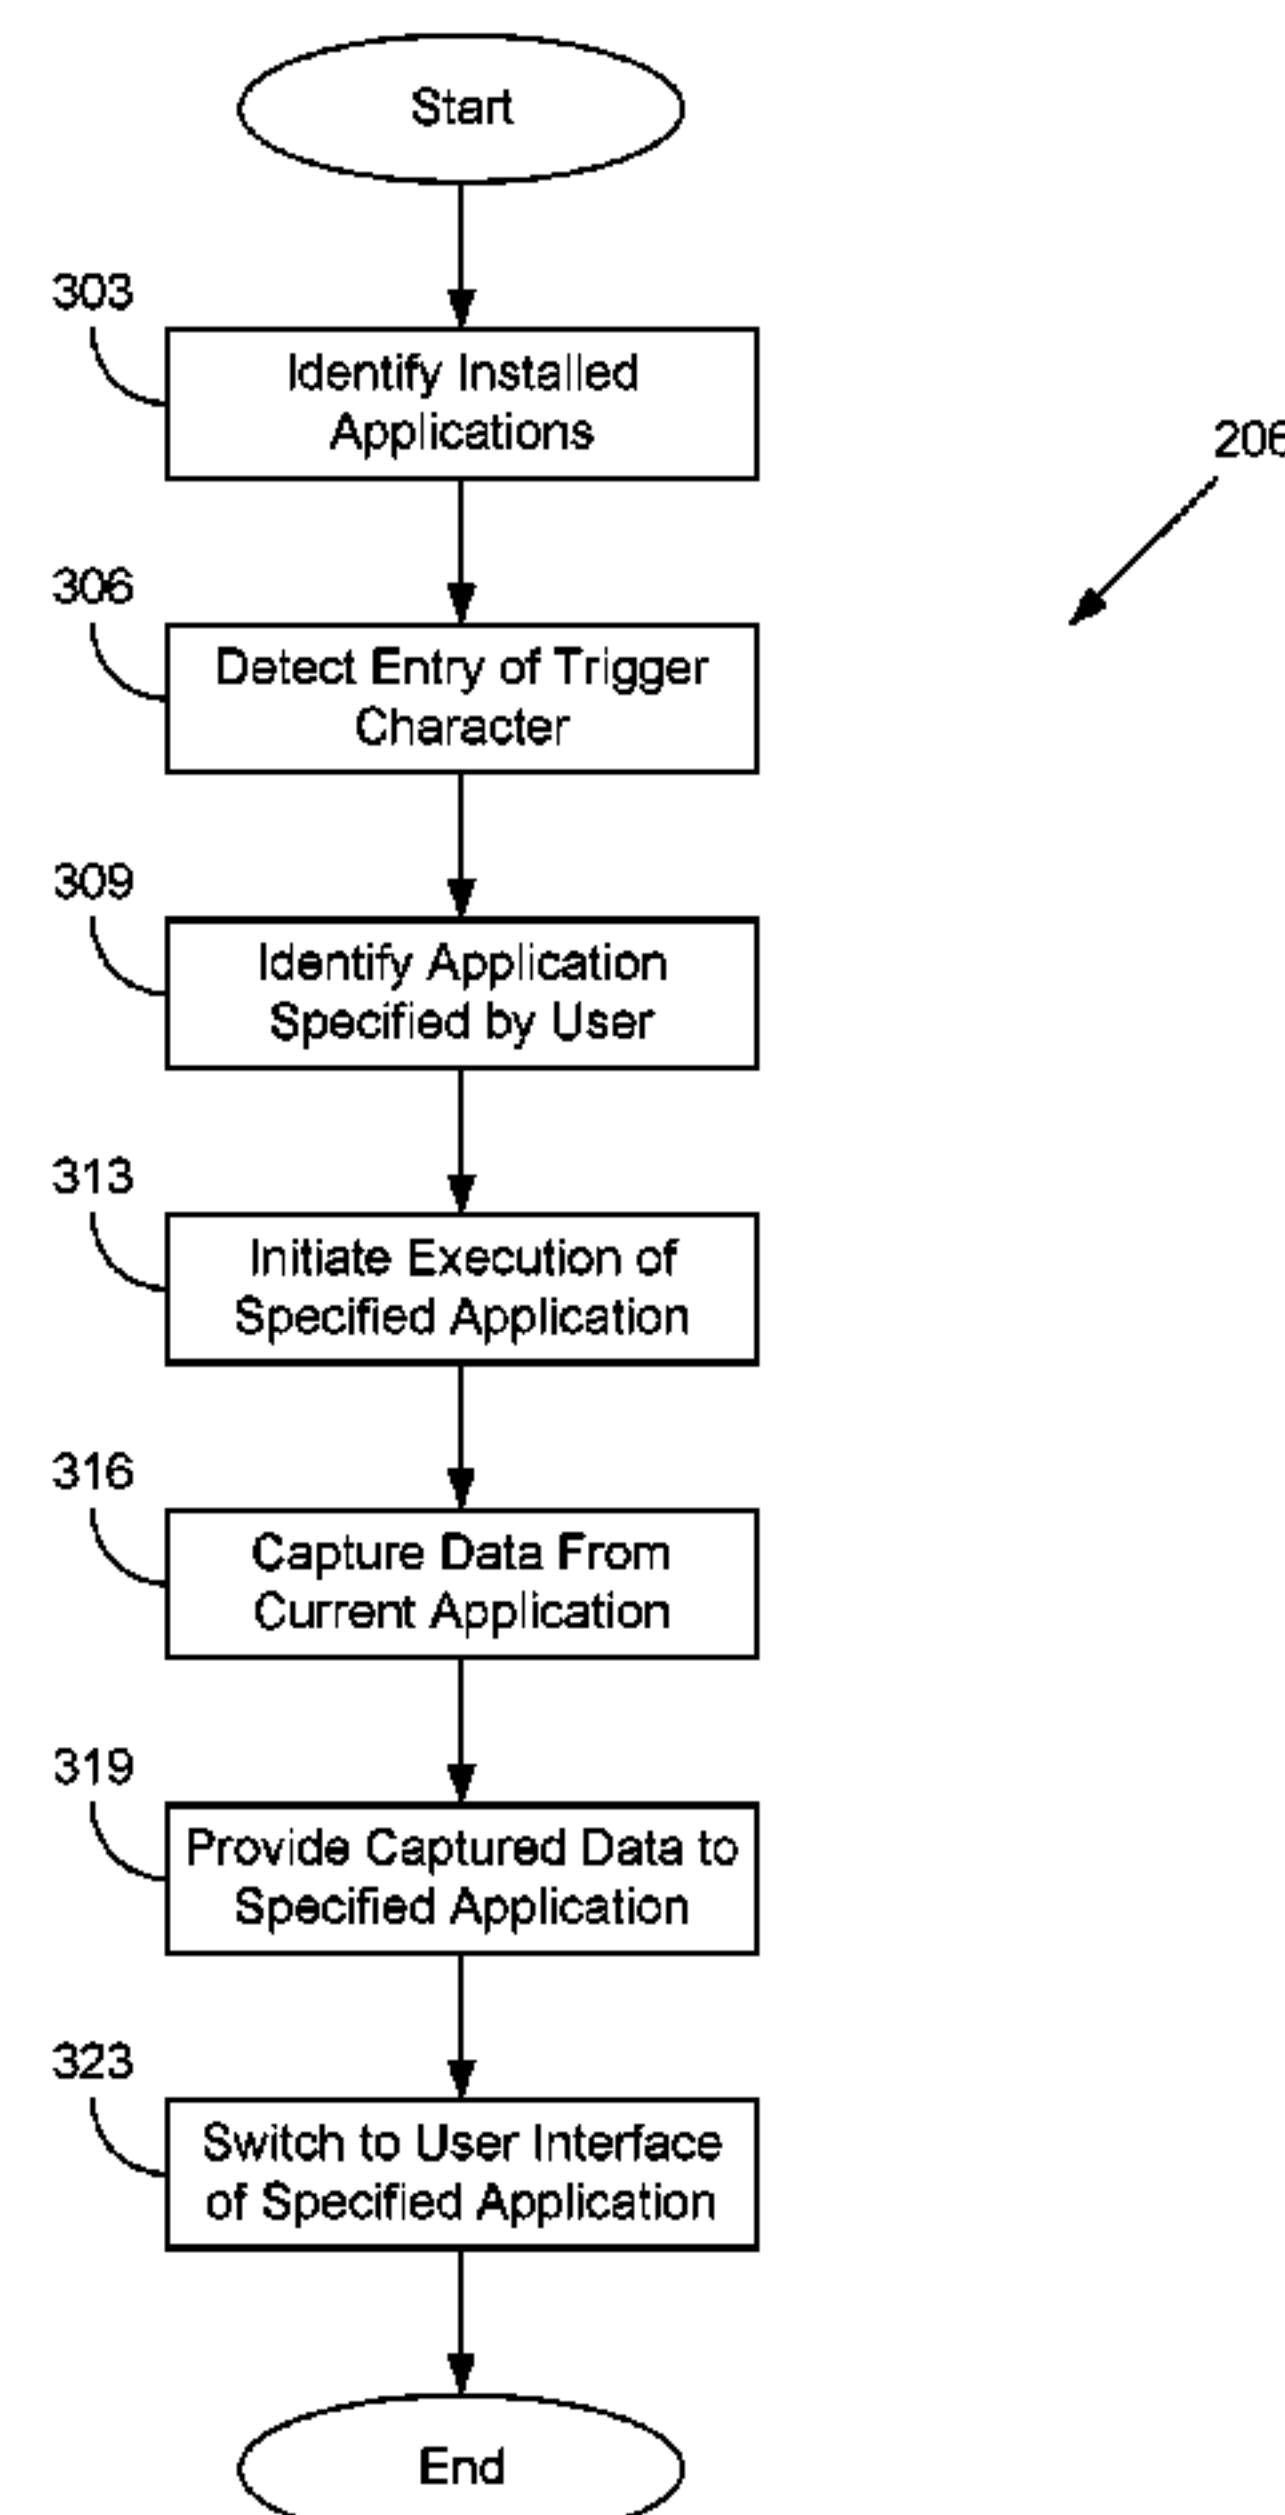 Start
303
Identify Installed
Applications
206
306
Detect Entry of Trigger
Character
309
Identify Application
Specified by User
313
Initiate Execution of
Specified Application
316
Capture Data From
Current Application
319
Provide Captured Data to
Specified Application
323
Switch to User Interface
of Specified Application
End